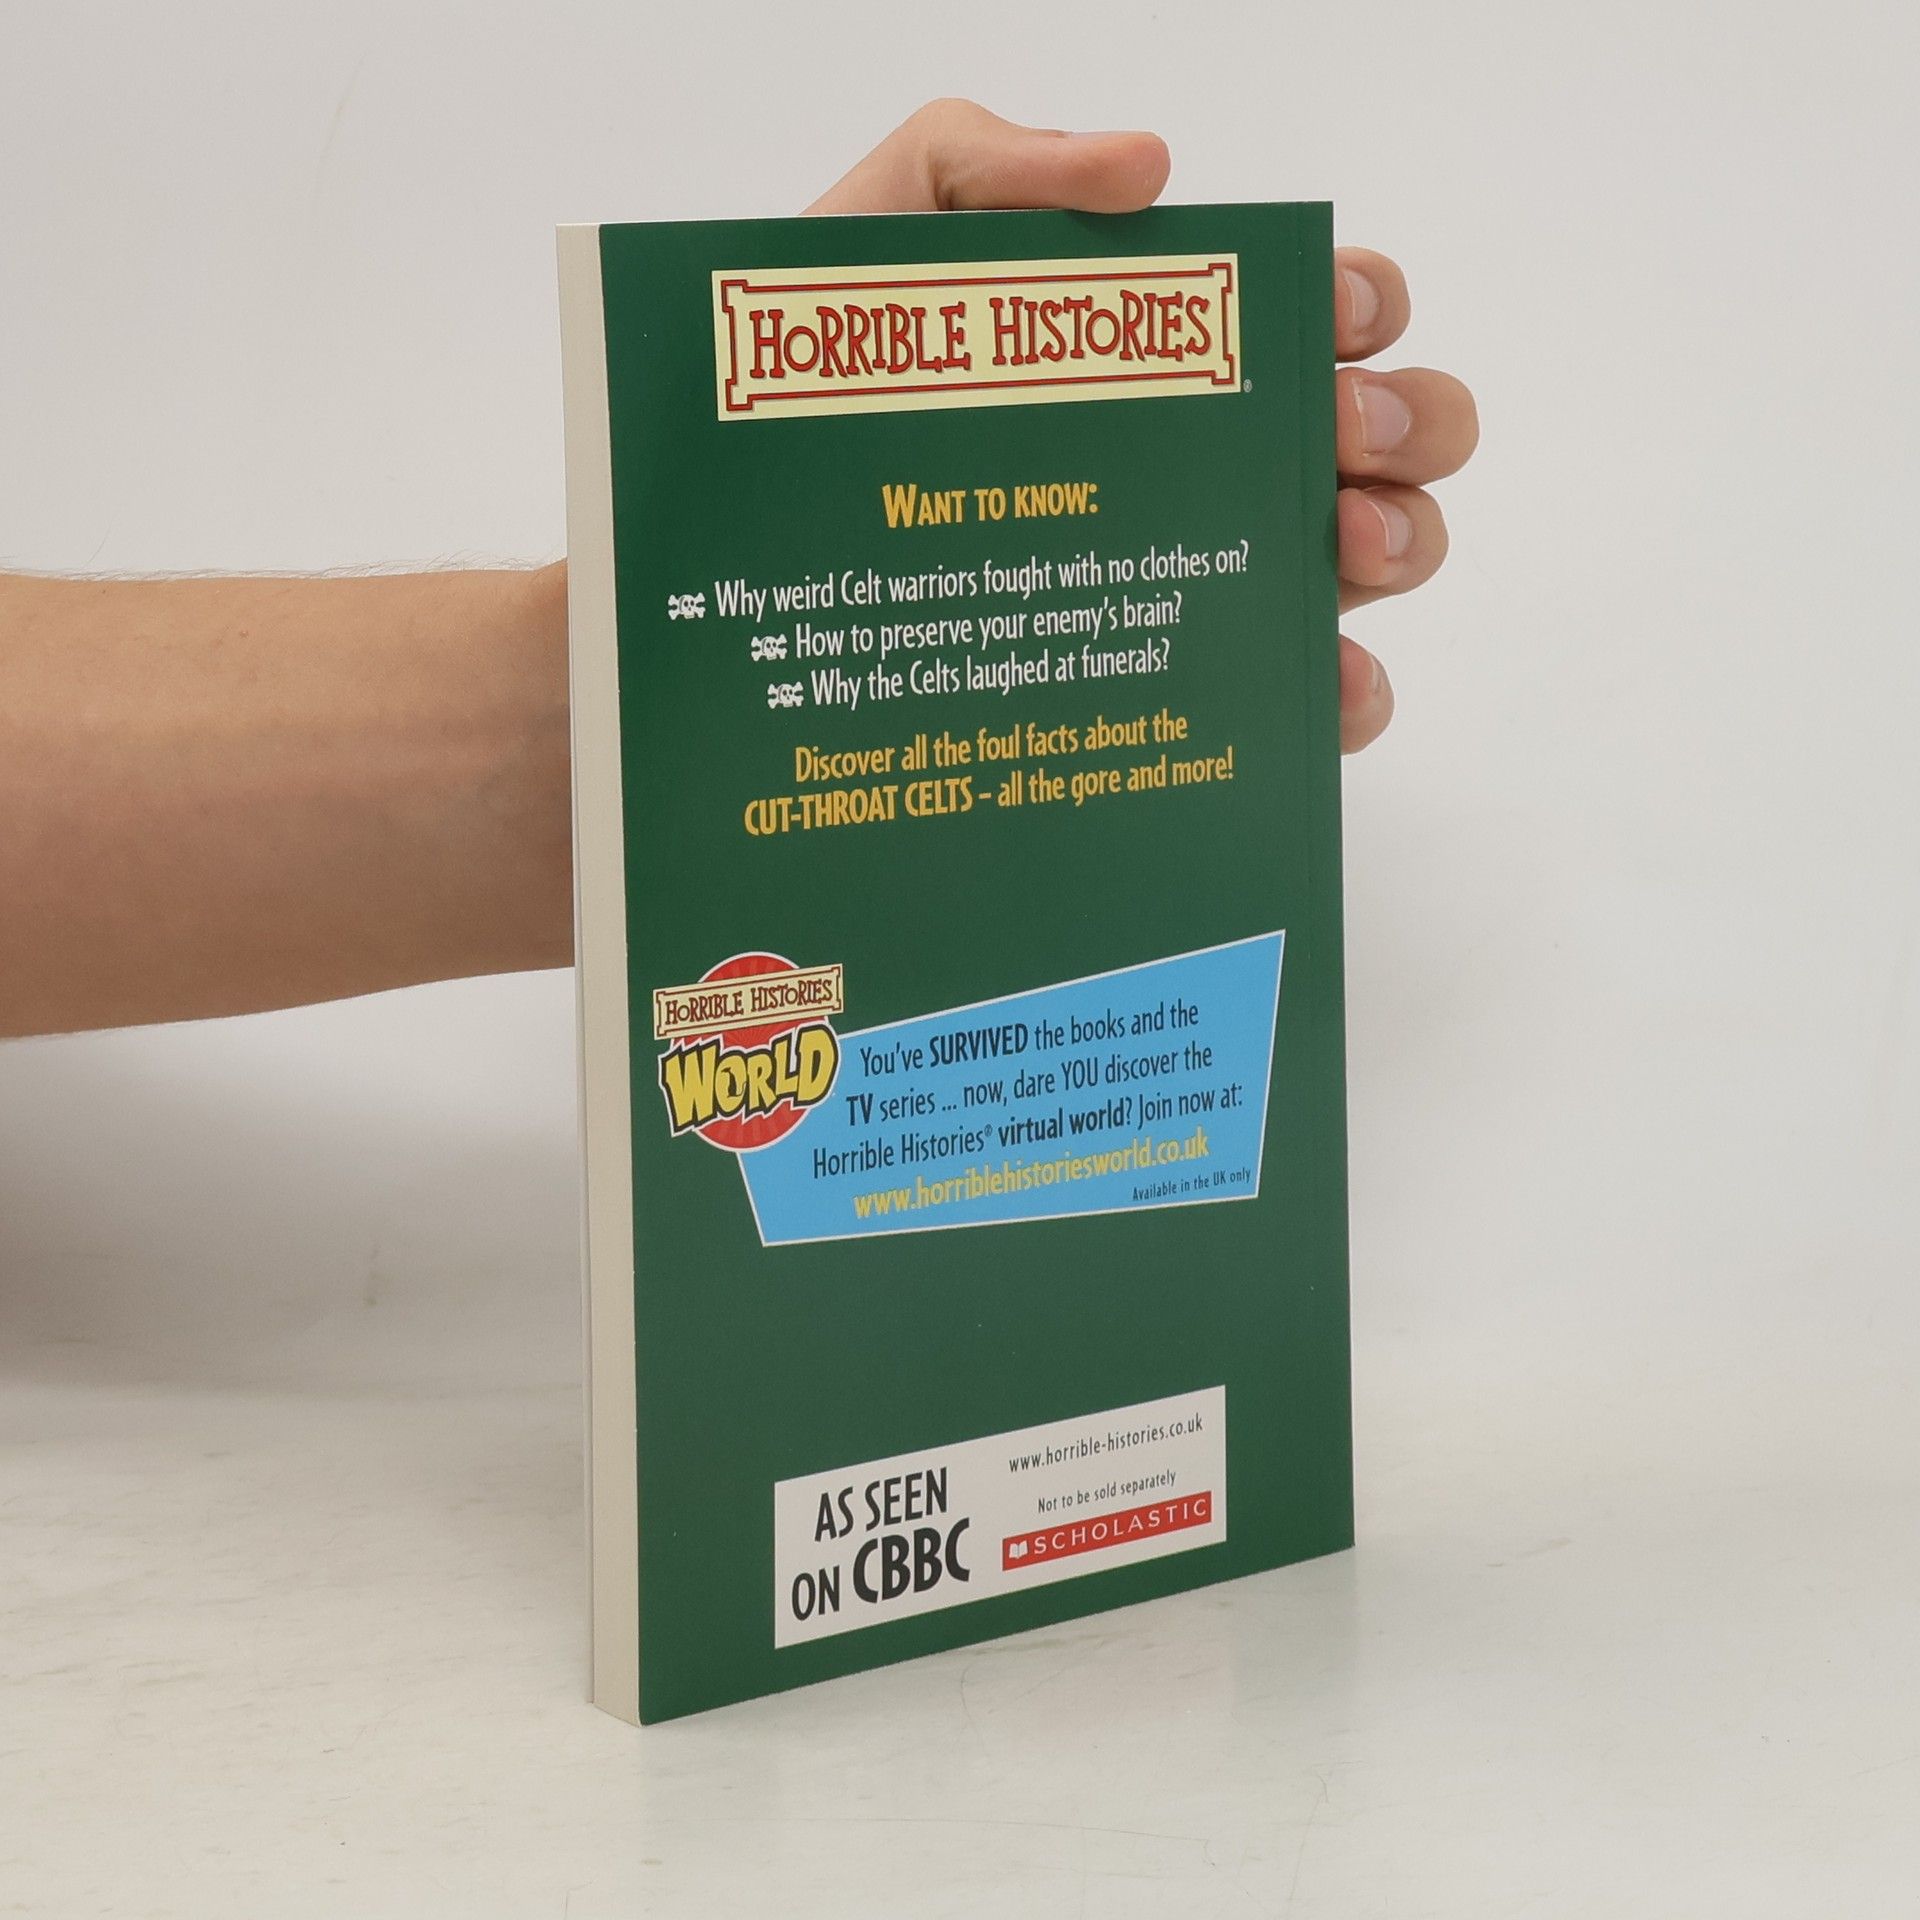 HORRIBLE HISTORIES®
WANT TO KNOW:
Why weird Celt warriors fought with no clothes on?
How to preserve your enemy's brain?
Why the Celts laughed at funerals?
Discover all the foul facts about the
CUT-THROAT CELTS – all the gore and more!
HORRIBLE HISTORIES
WORLD
You've SURVIVED the books and the
TV series ... now, dare YOU discover the
Horrible Histories® virtual world? Join now at:
www.horriblehistoriesworld.co.uk
Available in the UK only
AS SEEN
ON CBBC
www.horrible-histories.co.uk
Not to be sold separately
SCHOLASTIC